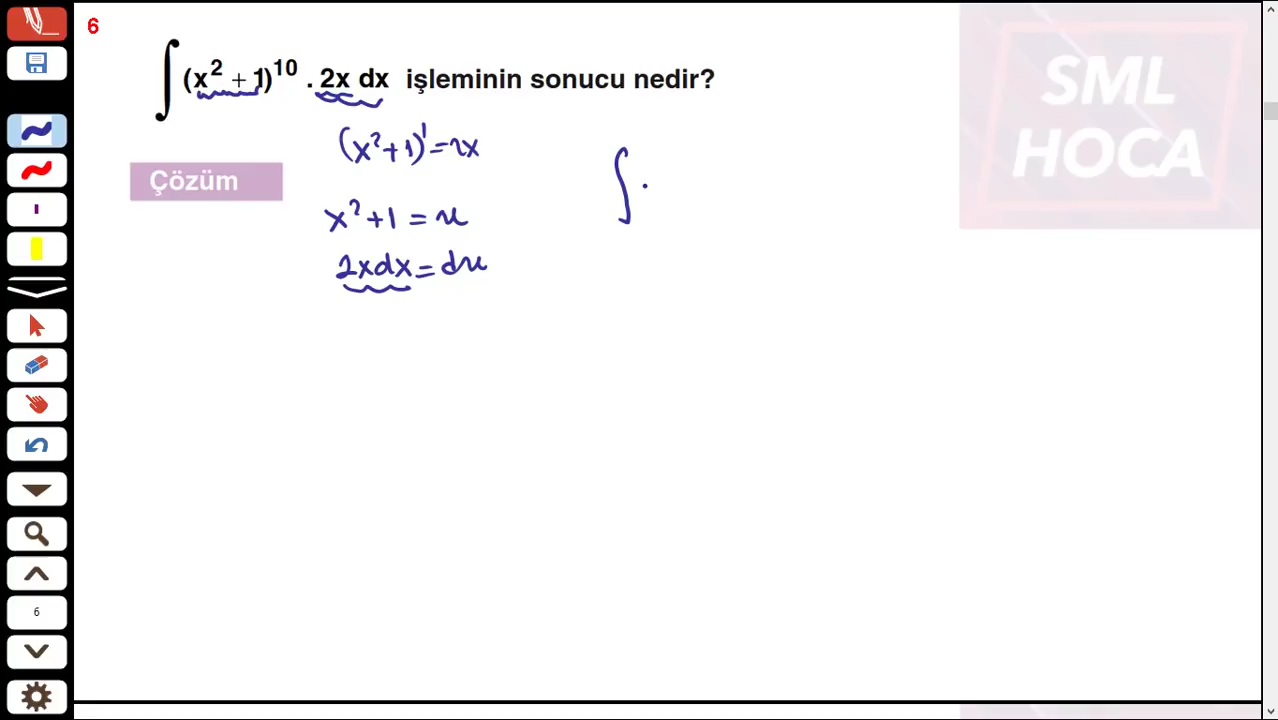 6
∫ (x² + 1)¹⁰ . 2x dx işleminin sonucu nedir?
(x²+1)' = 2x
Çözüm
x² + 1 = u
2xdx = du
∫
SML
HOCA
6